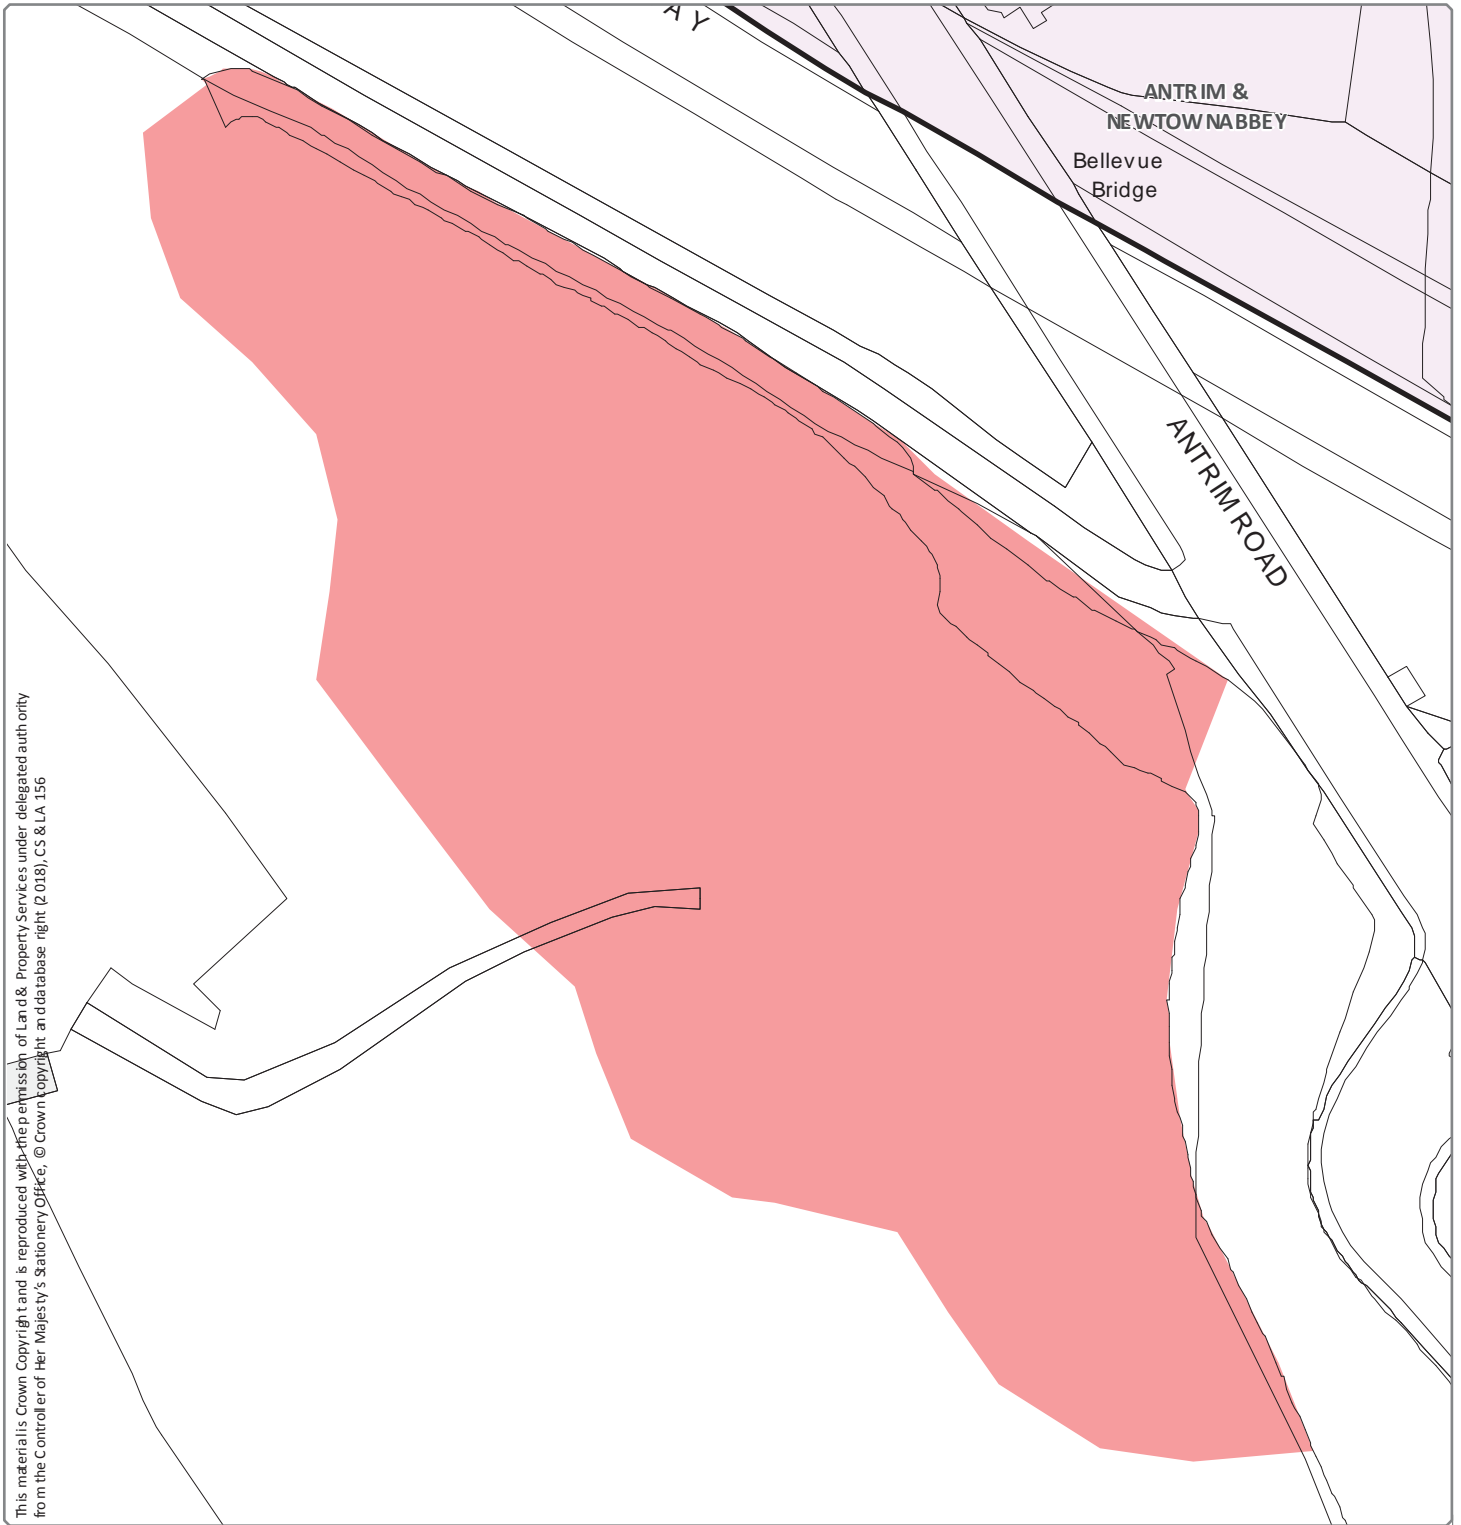 AY
ANTRIM &
NEWTOWNABBEY
Bellevue
Bridge
ANTRIM ROAD
This material is Crown Copyright and is reproduced with the permission of Land & Property Services under delegated authority
from the Controller of Her Majesty's Stationery Office, © Crown copyright and database right (2018), CS & LA 156